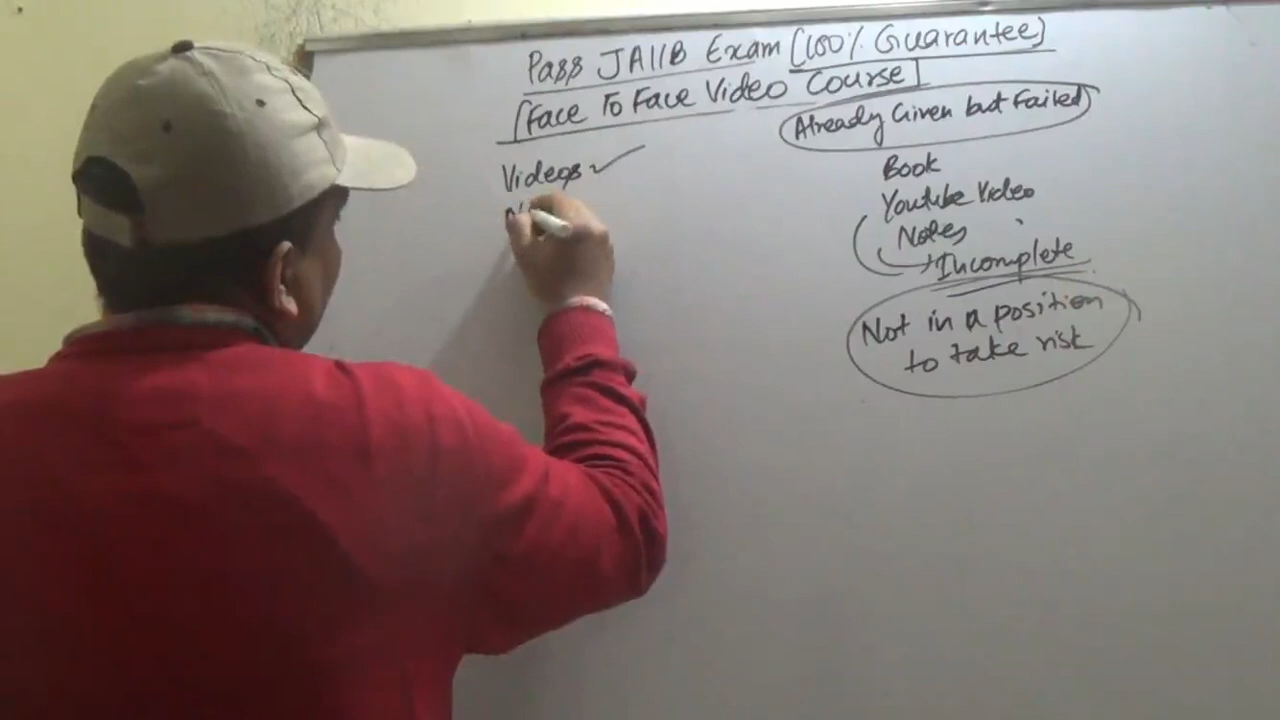 Pass JAIIB Exam [100% Guarantee]
[Face To Face Video Course]
Already Given but Failed
Videos ✓
Book
Youtube Video
Notes
Incomplete
Not in a position
to take risk